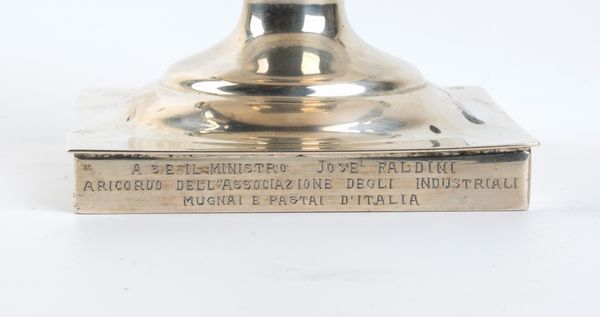 A S E IL MINISTRO JOSE' FALDINI
A RICORDO DELL'ASSOCIAZIONE DEGLI INDUSTRIALI
MUGNAI E PASTAI D'ITALIA